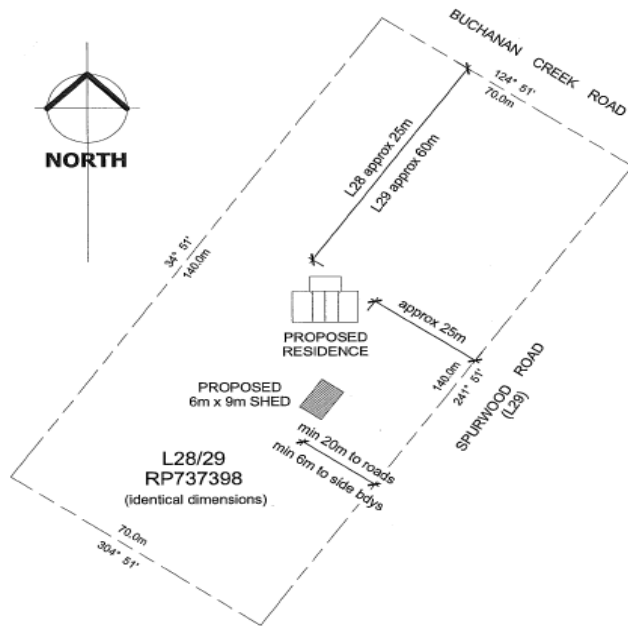 BUCHANAN CREEK ROAD
124° 51'
70.0m
NORTH
L28 approx 25m
L29 approx 60m
34° 51'
140.0m
approx 25m
PROPOSED
RESIDENCE
140.0m
241° 51'
SPURWOOD ROAD
(L29)
PROPOSED
6m x 9m SHED
min 20m to roads
min 6m to side bdys
L28/29
RP737398
(identical dimensions)
70.0m
304° 51'